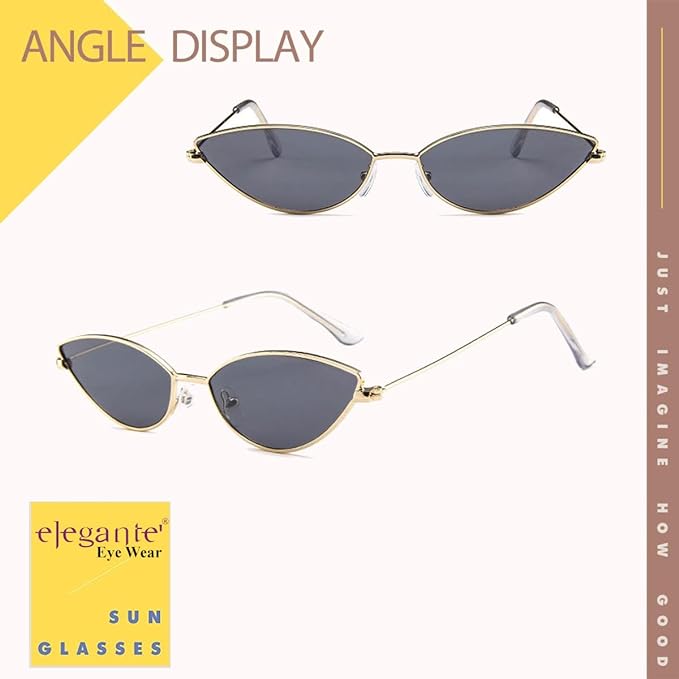 ANGLE DISPLAY
JUST IMAGINE HOW GOOD
elegante'®
Eye Wear
SUN
GLASSES